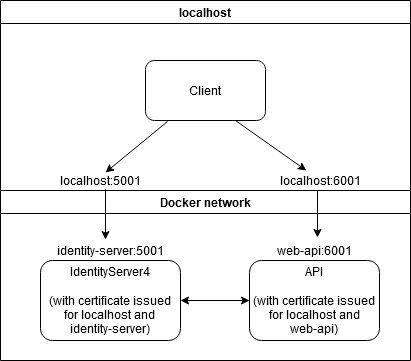 localhost
Client
localhost:5001
localhost:6001
Docker network
identity-server:5001
web-api:6001
IdentityServer4
(with certificate issued
for localhost and
identity-server)
API
(with certificate issued
for localhost and
web-api)